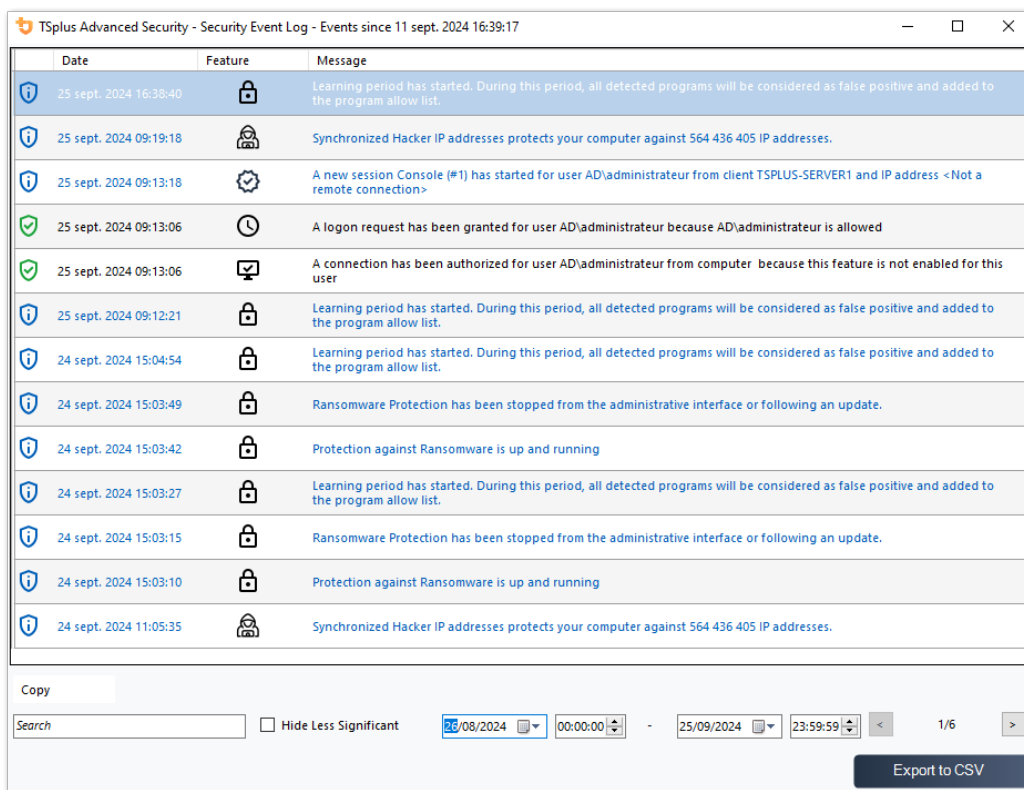 TSplus Advanced Security - Security Event Log - Events since 11 sept. 2024 16:39:17
Date Feature Message
25 sept. 2024 16:38:40 Learning period has started. During this period, all detected programs will be considered as false positive and added to
the program allow list.
25 sept. 2024 09:19:18 Synchronized Hacker IP addresses protects your computer against 564 436 405 IP addresses.
25 sept. 2024 09:13:18 A new session Console (#1) has started for user AD\administrateur from client TSPLUS-SERVER1 and IP address <Not a
remote connection>
25 sept. 2024 09:13:06 A logon request has been granted for user AD\administrateur because AD\administrateur is allowed
25 sept. 2024 09:13:06 A connection has been authorized for user AD\administrateur from computer because this feature is not enabled for this
user
25 sept. 2024 09:12:21 Learning period has started. During this period, all detected programs will be considered as false positive and added to
the program allow list.
24 sept. 2024 15:04:54 Learning period has started. During this period, all detected programs will be considered as false positive and added to
the program allow list.
24 sept. 2024 15:03:49 Ransomware Protection has been stopped from the administrative interface or following an update.
24 sept. 2024 15:03:42 Protection against Ransomware is up and running
24 sept. 2024 15:03:27 Learning period has started. During this period, all detected programs will be considered as false positive and added to
the program allow list.
24 sept. 2024 15:03:15 Ransomware Protection has been stopped from the administrative interface or following an update.
24 sept. 2024 15:03:10 Protection against Ransomware is up and running
24 sept. 2024 11:05:35 Synchronized Hacker IP addresses protects your computer against 564 436 405 IP addresses.
Copy
Search Hide Less Significant 26/08/2024 00:00:00 - 25/09/2024 23:59:59 < 1/6 >
Export to CSV